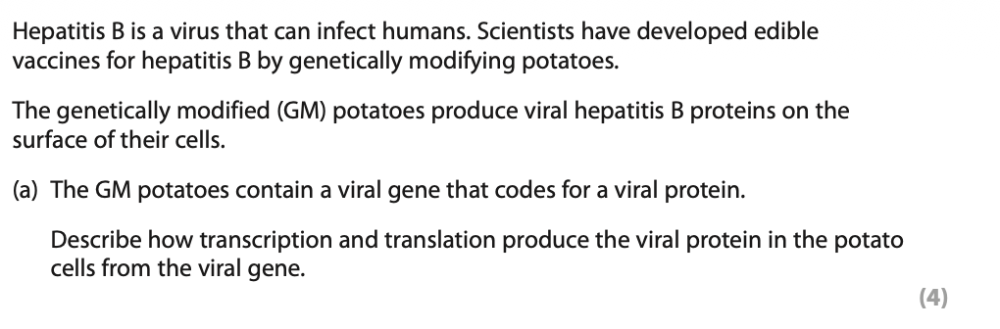 Hepatitis B is a virus that can infect humans. Scientists have developed edible
vaccines for hepatitis B by genetically modifying potatoes.
The genetically modified (GM) potatoes produce viral hepatitis B proteins on the
surface of their cells.
(a) The GM potatoes contain a viral gene that codes for a viral protein.
Describe how transcription and translation produce the viral protein in the potato
cells from the viral gene.
(4)